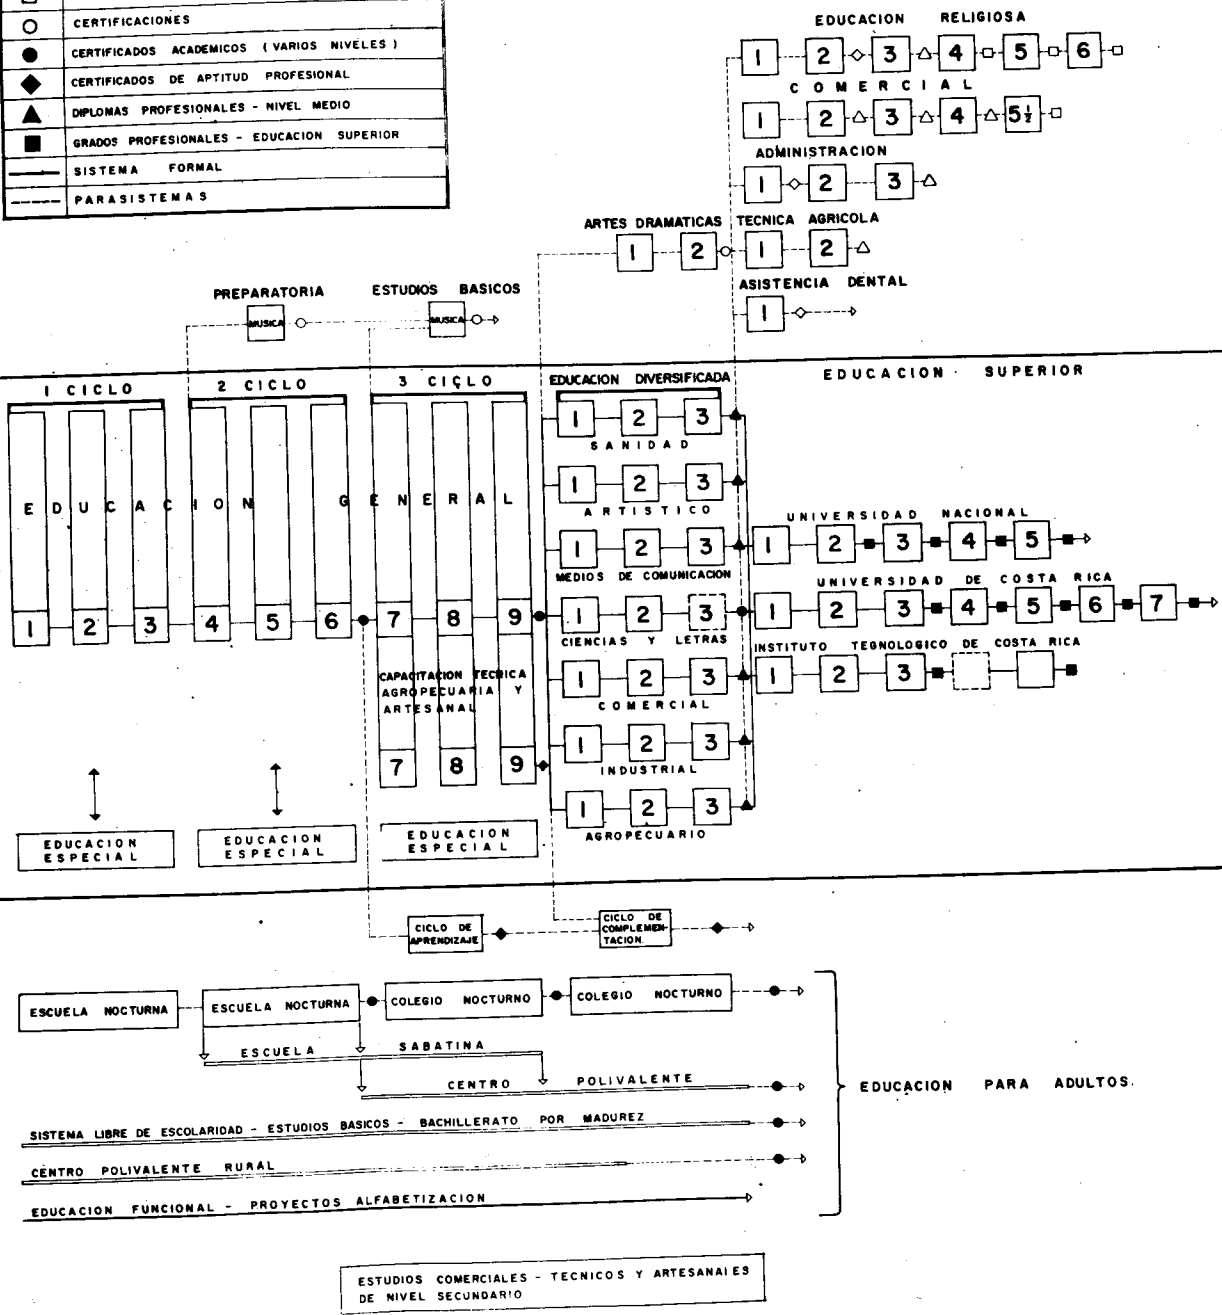 CERTIFICACIONES
CERTIFICADOS ACADEMICOS ( VARIOS NIVELES )
CERTIFICADOS DE APTITUD PROFESIONAL
DIPLOMAS PROFESIONALES - NIVEL MEDIO
GRADOS PROFESIONALES - EDUCACION SUPERIOR
SISTEMA FORMAL
PARASISTEMAS
EDUCACION RELIGIOSA
1 2 3 4 5 6
COMERCIAL
1 2 3 4 5½
ADMINISTRACION
1 2 3
ARTES DRAMATICAS
1 2
TECNICA AGRICOLA
1 2
ASISTENCIA DENTAL
1
PREPARATORIA
MUSICA
ESTUDIOS BASICOS
MUSICA
1 CICLO
2 CICLO
3 CICLO
EDUCACION DIVERSIFICADA
EDUCACION SUPERIOR
EDUCACION GENERAL
1 2 3 4 5 6 7 8 9
CAPACITACION TECNICA
AGROPECUARIA Y
ARTESANAL
7 8 9
1 2 3
SANIDAD
1 2 3
ARTISTICO
1 2 3
MEDIOS DE COMUNICACION
1 2 3
CIENCIAS Y LETRAS
1 2 3
COMERCIAL
1 2 3
INDUSTRIAL
1 2 3
AGROPECUARIO
UNIVERSIDAD NACIONAL
1 2 3 4 5
UNIVERSIDAD DE COSTA RICA
1 2 3 4 5 6 7
INSTITUTO TEGNOLOGICO DE COSTA RICA
1 2 3
EDUCACION
ESPECIAL
EDUCACION
ESPECIAL
EDUCACION
ESPECIAL
CICLO DE
APRENDIZAJE
CICLO DE
COMPLEMEN-
TACION.
ESCUELA NOCTURNA
ESCUELA NOCTURNA
COLEGIO NOCTURNO
COLEGIO NOCTURNO
ESCUELA SABATINA
CENTRO POLIVALENTE
EDUCACION PARA ADULTOS.
SISTEMA LIBRE DE ESCOLARIDAD - ESTUDIOS BASICOS - BACHILLERATO POR MADUREZ
CENTRO POLIVALENTE RURAL
EDUCACION FUNCIONAL - PROYECTOS ALFABETIZACION
ESTUDIOS COMERCIALES - TECNICOS Y ARTESANALES
DE NIVEL SECUNDARIO